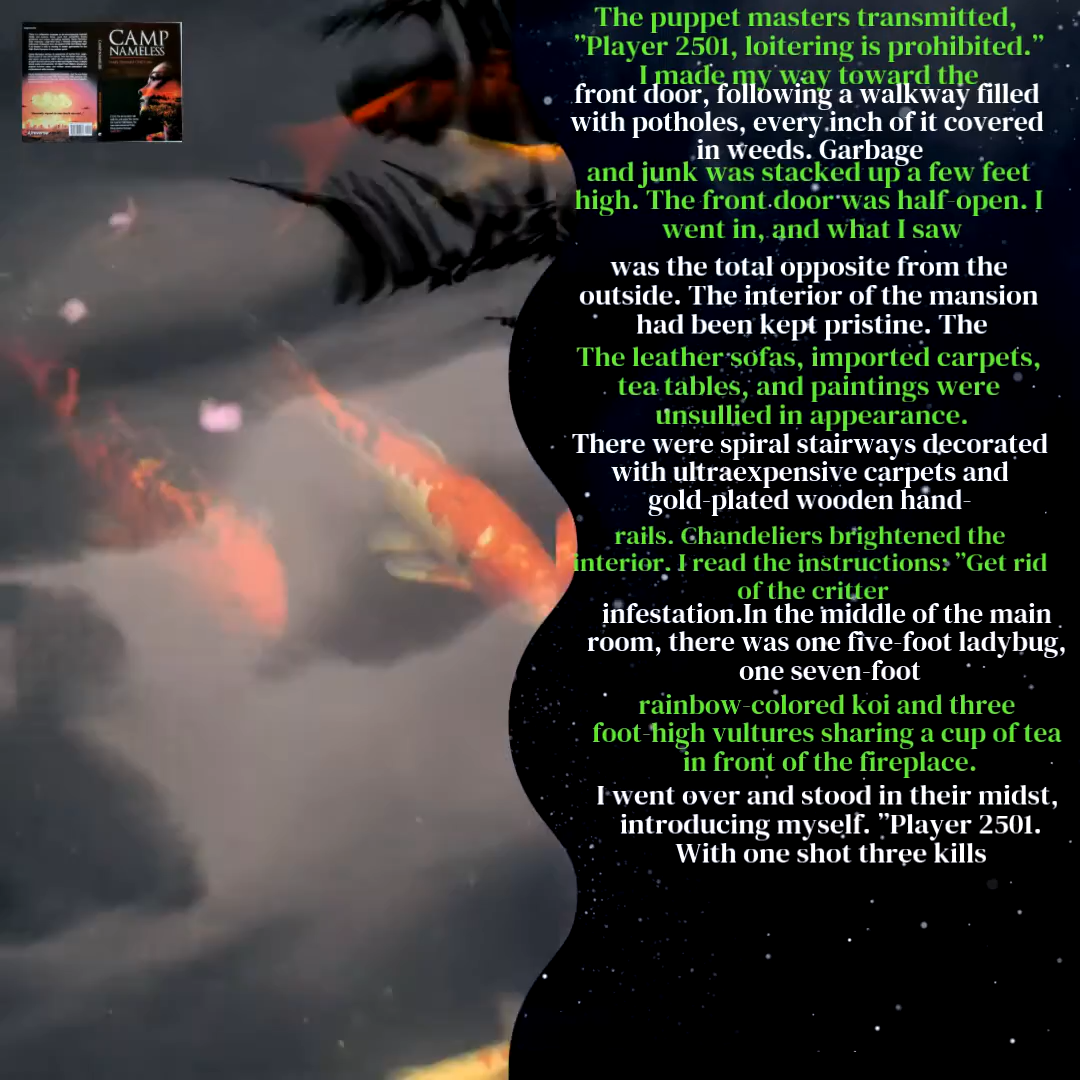 CAMP
NAMELESS
The puppet masters transmitted,
”Player 2501, loitering is prohibited.”
I made my way toward the
front door, following a walkway filled
with potholes, every inch of it covered
in weeds. Garbage
and junk was stacked up a few feet
high. The front door was half-open. I
went in, and what I saw
was the total opposite from the
outside. The interior of the mansion
had been kept pristine. The
The leather sofas, imported carpets,
tea tables, and paintings were
unsullied in appearance.
There were spiral stairways decorated
with ultraexpensive carpets and
gold-plated wooden hand-
rails. Chandeliers brightened the
interior. I read the instructions: ”Get rid
of the critter
infestation.In the middle of the main
room, there was one five-foot ladybug,
one seven-foot
rainbow-colored koi and three
foot-high vultures sharing a cup of tea
in front of the fireplace.
I went over and stood in their midst,
introducing myself. ”Player 2501.
With one shot three kills